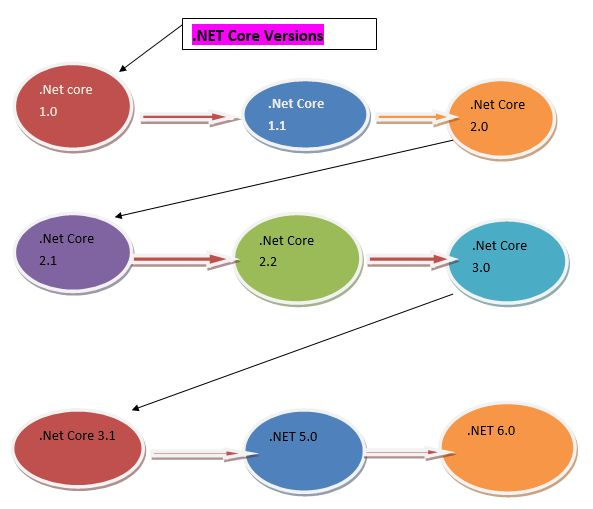 .NET Core Versions
.Net core
1.0
.Net Core
1.1
.Net Core
2.0
.Net Core
2.1
.Net Core
2.2
.Net Core
3.0
.Net Core 3.1
.NET 5.0
.NET 6.0